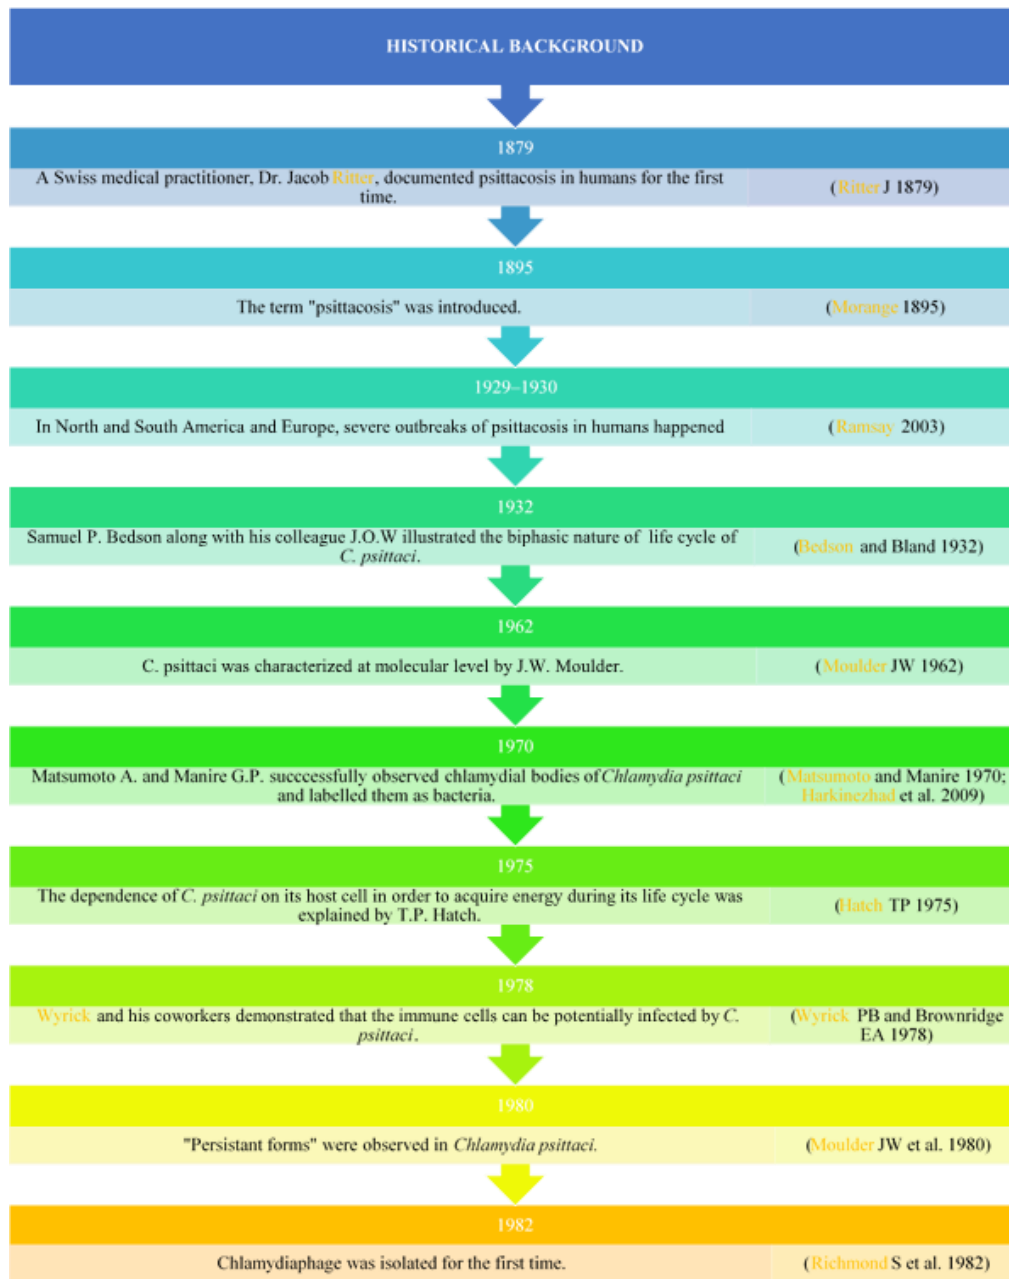 HISTORICAL BACKGROUND
1879
A Swiss medical practitioner, Dr. Jacob Ritter, documented psittacosis in humans for the first
time.
(Ritter J 1879)
1895
The term "psittacosis" was introduced.
(Morange 1895)
1929–1930
In North and South America and Europe, severe outbreaks of psittacosis in humans happened
(Ramsay 2003)
1932
Samuel P. Bedson along with his colleague J.O.W illustrated the biphasic nature of life cycle of
C. psittaci.
(Bedson and Bland 1932)
1962
C. psittaci was characterized at molecular level by J.W. Moulder.
(Moulder JW 1962)
1970
Matsumoto A. and Manire G.P. succcessfully observed chlamydial bodies of Chlamydia psittaci
and labelled them as bacteria.
(Matsumoto and Manire 1970;
Harkinezhad et al. 2009)
1975
The dependence of C. psittaci on its host cell in order to acquire energy during its life cycle was
explained by T.P. Hatch.
(Hatch TP 1975)
1978
Wyrick and his coworkers demonstrated that the immune cells can be potentially infected by C.
psittaci.
(Wyrick PB and Brownridge
EA 1978)
1980
"Persistant forms" were observed in Chlamydia psittaci.
(Moulder JW et al. 1980)
1982
Chlamydiaphage was isolated for the first time.
(Richmond S et al. 1982)